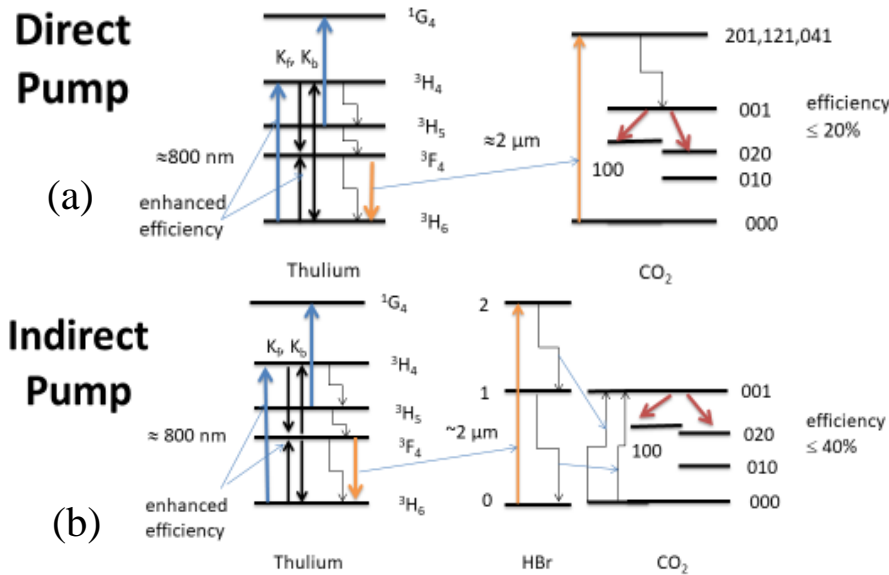 Direct
Pump
(a)
¹G₄
K_f, K_b
³H₄
³H₅
≈800 nm
³F₄
enhanced
efficiency
³H₆
Thulium
≈2 μm
201,121,041
001
efficiency
≤ 20%
020
100
010
000
CO₂
Indirect
Pump
(b)
¹G₄
K_f, K_b
³H₄
³H₅
≈ 800 nm
³F₄
enhanced
efficiency
³H₆
Thulium
~2 μm
2
1
0
HBr
001
efficiency
≤ 40%
020
100
010
000
CO₂